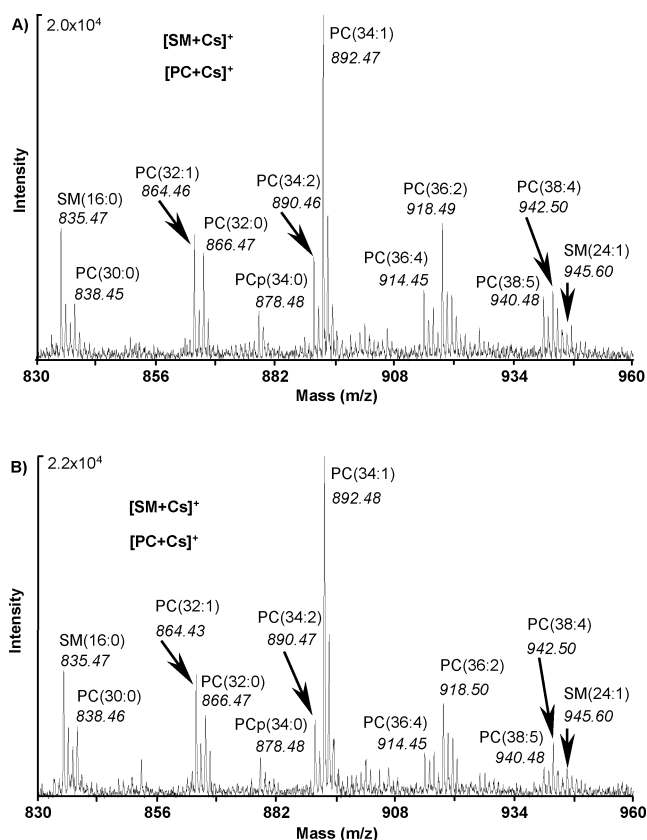 A)
2.0x10⁴
[SM+Cs]⁺
[PC+Cs]⁺
PC(34:1)
892.47
PC(32:1)
864.46
PC(34:2)
890.46
PC(36:2)
918.49
PC(38:4)
942.50
SM(16:0)
835.47
PC(32:0)
866.47
SM(24:1)
945.60
PC(30:0)
838.45
PCp(34:0)
878.48
PC(36:4)
914.45
PC(38:5)
940.48
Intensity
830 856 882 908 934 960
Mass (m/z)
B)
2.2x10⁴
[SM+Cs]⁺
[PC+Cs]⁺
PC(34:1)
892.48
PC(32:1)
864.43
PC(34:2)
890.47
PC(38:4)
942.50
SM(16:0)
835.47
PC(32:0)
866.47
PC(36:2)
918.50
SM(24:1)
945.60
PC(30:0)
838.46
PCp(34:0)
878.48
PC(36:4)
914.45
PC(38:5)
940.48
Intensity
830 856 882 908 934 960
Mass (m/z)